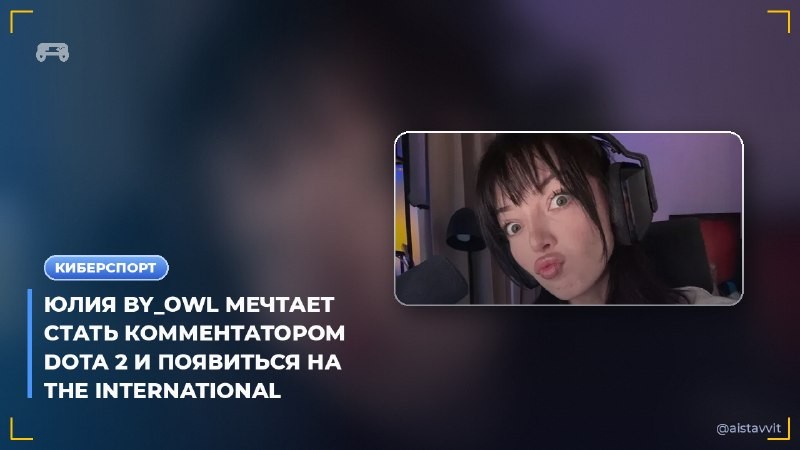 КИБЕРСПОРТ
ЮЛИЯ BY_OWL МЕЧТАЕТ
СТАТЬ КОММЕНТАТОРОМ
DOTA 2 И ПОЯВИТЬСЯ НА
THE INTERNATIONAL
@aistavvit